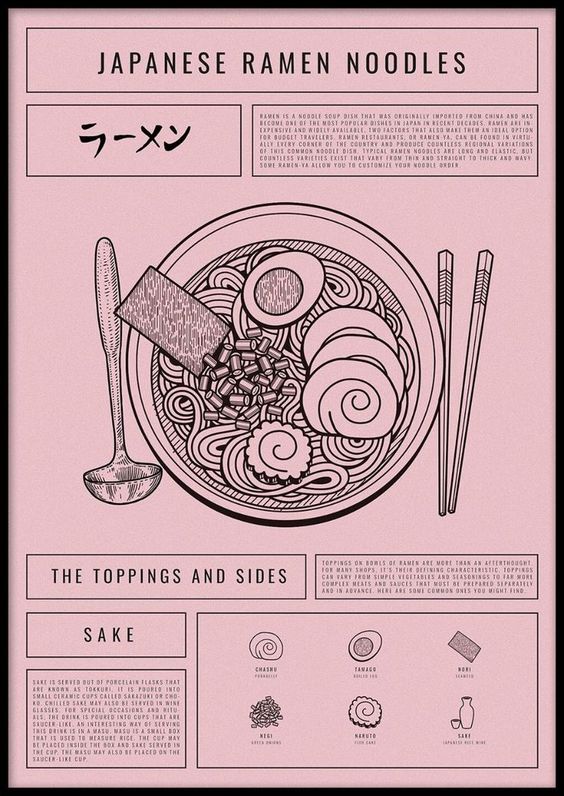 JAPANESE RAMEN NOODLES
ラーメン
RAMEN IS A NOODLE SOUP DISH THAT WAS ORIGINALLY IMPORTED FROM CHINA AND HAS
BECOME ONE OF THE MOST POPULAR DISHES IN JAPAN IN RECENT DECADES. RAMEN ARE IN-
EXPENSIVE AND WIDELY AVAILABLE, TWO FACTORS THAT ALSO MAKE THEM AN IDEAL OPTION
FOR BUDGET TRAVELERS. RAMEN RESTAURANTS, OR RAMEN-YA, CAN BE FOUND IN VIRTU-
ALLY EVERY CORNER OF THE COUNTRY AND PRODUCE COUNTLESS REGIONAL VARIATIONS
OF THIS COMMON NOODLE DISH. TYPICAL RAMEN NOODLES ARE LONG AND ELASTIC, BUT
COUNTLESS VARIETIES EXIST THAT VARY FROM THIN AND STRAIGHT TO THICK AND WAVY.
SOME RAMEN-YA ALLOW YOU TO CUSTOMIZE YOUR NOODLE ORDER.
THE TOPPINGS AND SIDES
TOPPINGS ON BOWLS OF RAMEN ARE MORE THAN AN AFTERTHOUGHT.
FOR MANY SHOPS, IT'S THEIR DEFINING CHARACTERISTIC. TOPPINGS
CAN VARY FROM SIMPLE VEGETABLES AND SEASONINGS TO FAR MORE
COMPLEX MEATS AND SAUCES THAT MUST BE PREPARED SEPARATELY
AND IN ADVANCE. HERE ARE SOME COMMON ONES YOU MIGHT FIND.
SAKE
SAKE IS SERVED OUT OF PORCELAIN FLASKS THAT
ARE KNOWN AS TOKKURI. IT IS POURED INTO
SMALL CERAMIC CUPS CALLED SAKAZUKI OR CHO-
KO. CHILLED SAKE MAY ALSO BE SERVED IN WINE
GLASSES. FOR SPECIAL OCCASIONS AND RITU-
ALS, THE DRINK IS POURED INTO CUPS THAT ARE
SAUCER-LIKE. AN INTERESTING WAY OF SERVING
THIS DRINK IS IN A MASU. MASU IS A SMALL BOX
THAT IS USED TO MEASURE RICE. THE CUP MAY
BE PLACED INSIDE THE BOX AND SAKE SERVED IN
THE CUP. THE MASU MAY ALSO BE PLACED ON THE
SAUCER-LIKE CUP.
CHASHU
PORK BELLY
TAMAGO
BOILED EGG
NORI
SEAWEED
NEGI
GREEN ONIONS
NARUTO
FISH CAKE
SAKE
JAPANESE RICE WINE